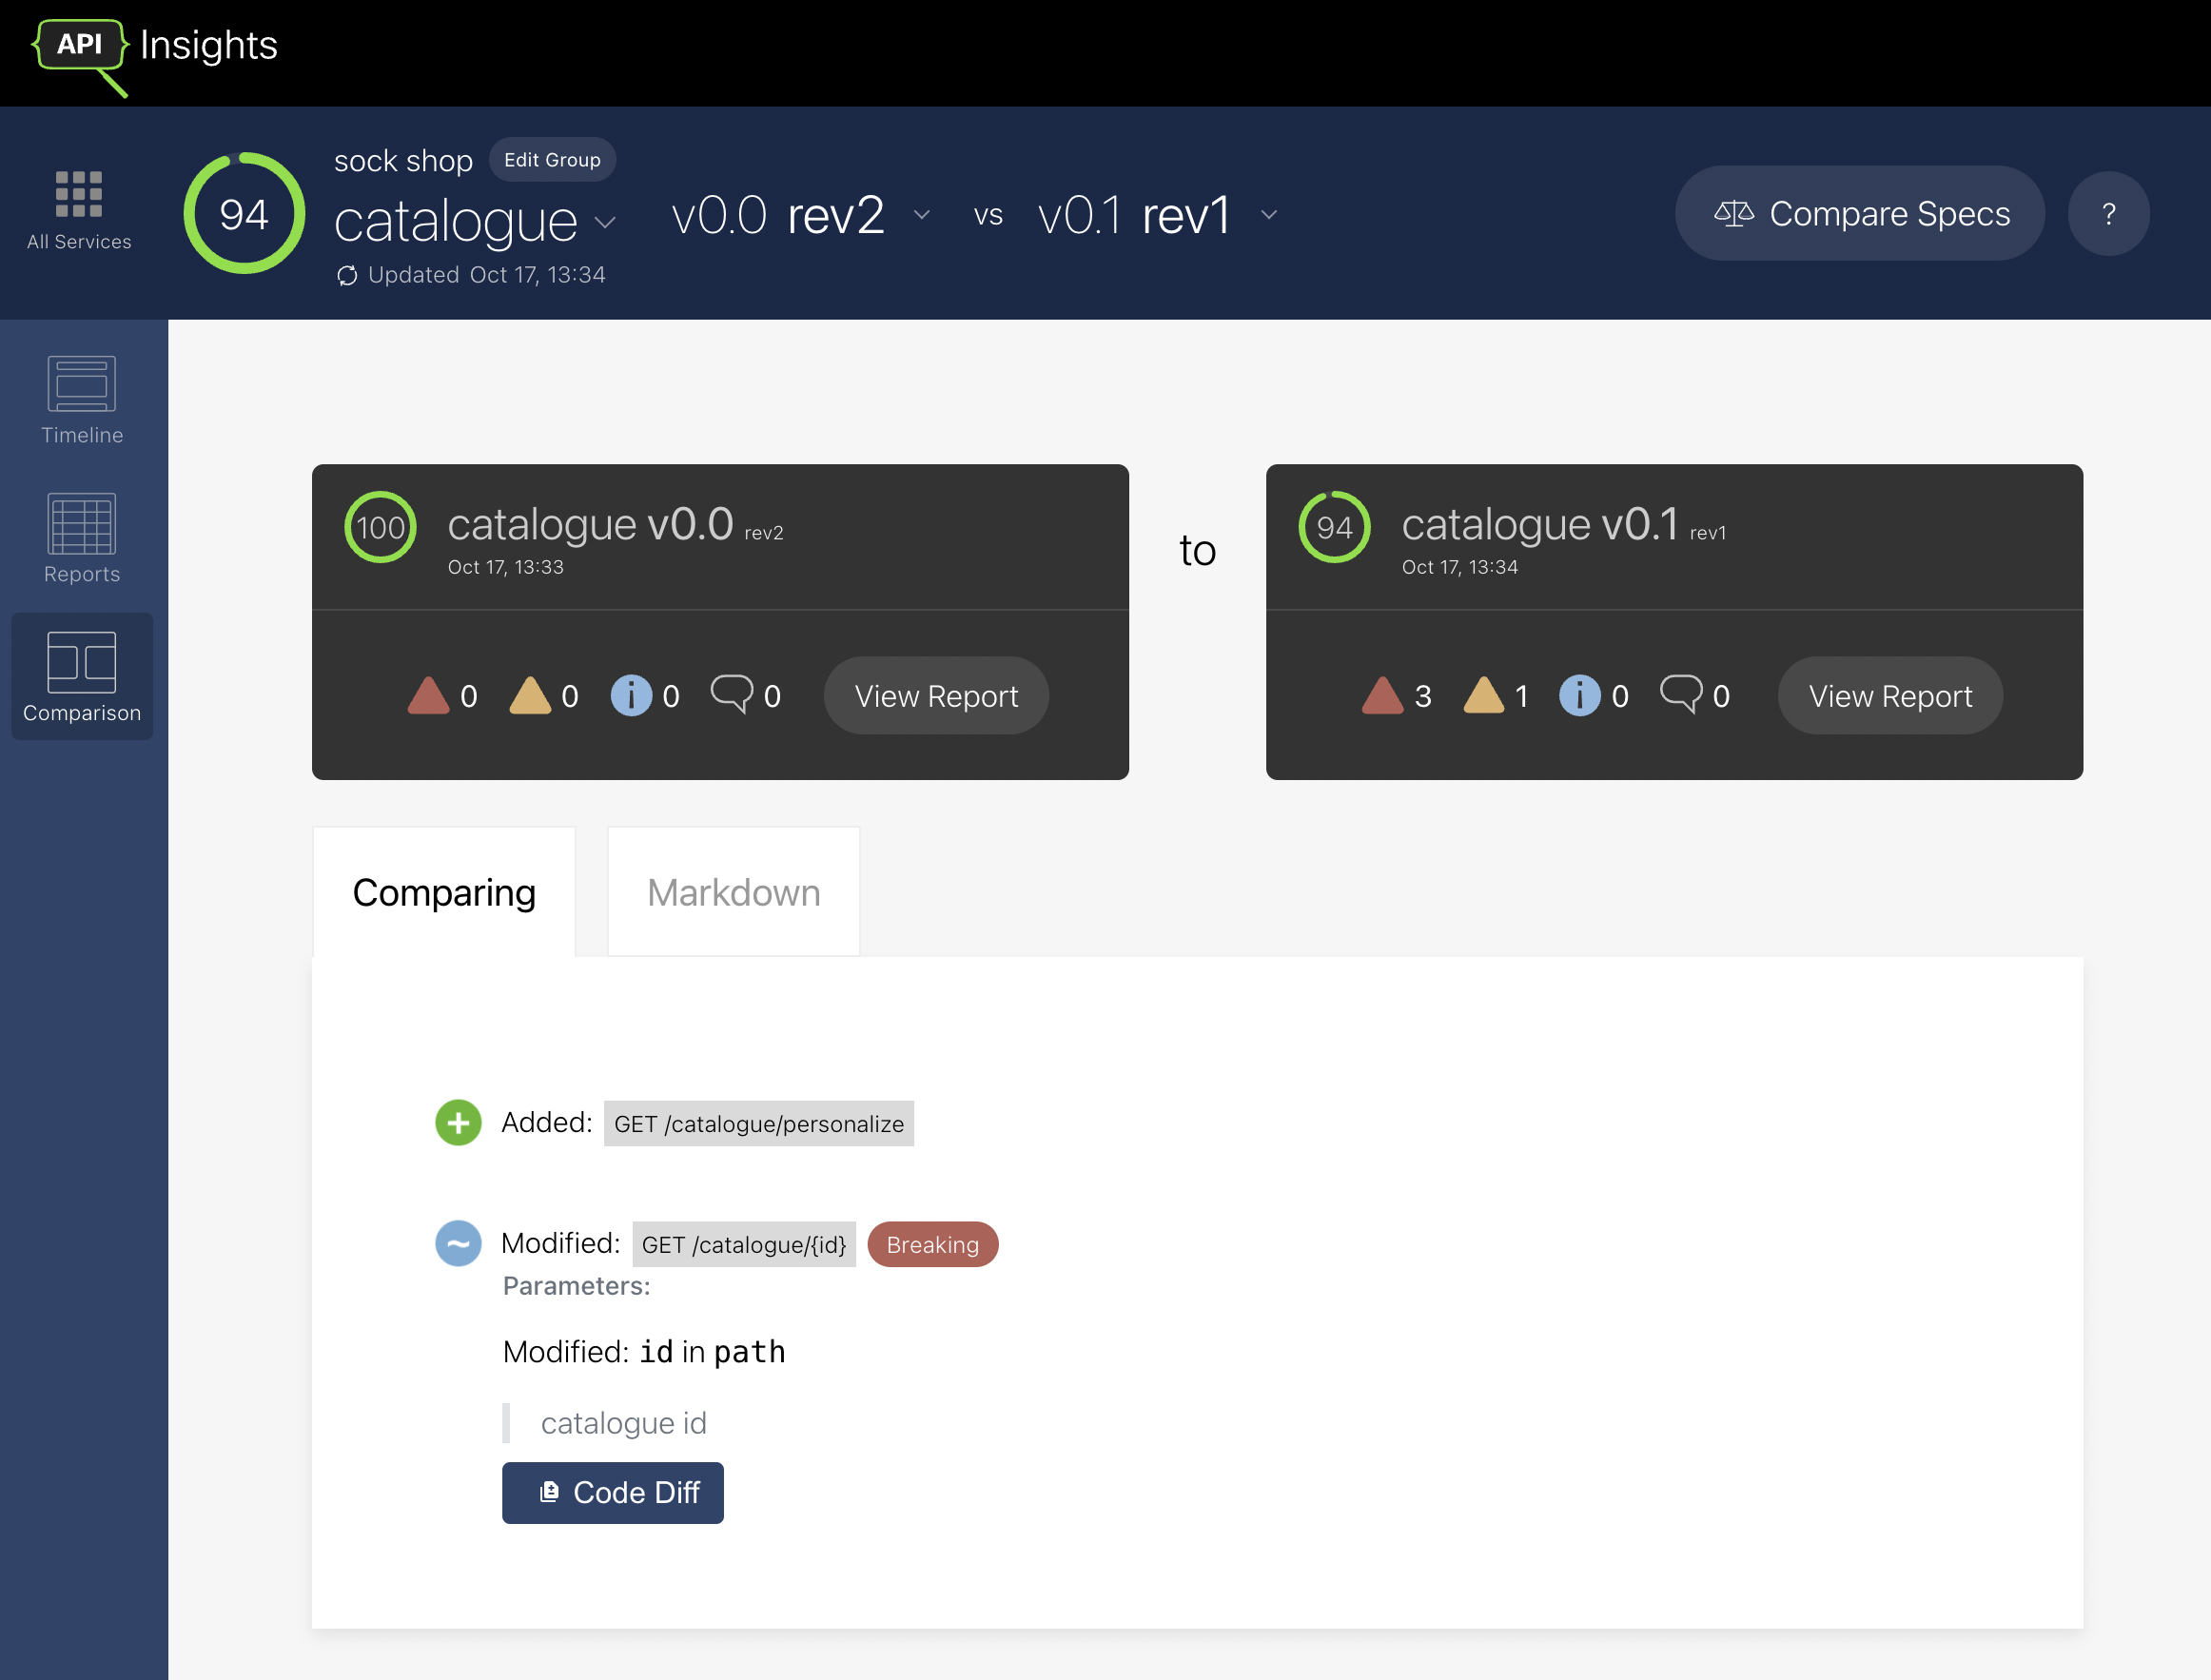 API Insights
All Services
94
sock shop Edit Group
catalogue
Updated Oct 17, 13:34
v0.0 rev2 vs v0.1 rev1
Compare Specs
?
Timeline
Reports
Comparison
100
catalogue v0.0 rev2
Oct 17, 13:33
0 0 i 0 0 View Report
to
94
catalogue v0.1 rev1
Oct 17, 13:34
3 1 i 0 0 View Report
Comparing
Markdown
+ Added: GET /catalogue/personalize
~ Modified: GET /catalogue/{id} Breaking
Parameters:
Modified: id in path
catalogue id
Code Diff